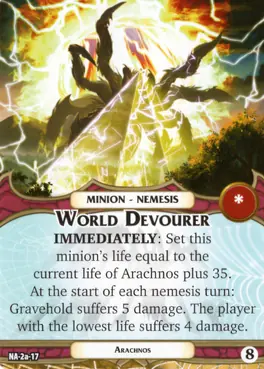 MINION - NEMESIS
WORLD DEVOURER
*
IMMEDIATELY: Set this
minion's life equal to the
current life of Arachnos plus 35.
At the start of each nemesis turn:
Gravehold suffers 5 damage. The player
with the lowest life suffers 4 damage.
NA-2a-17
ARACHNOS
8